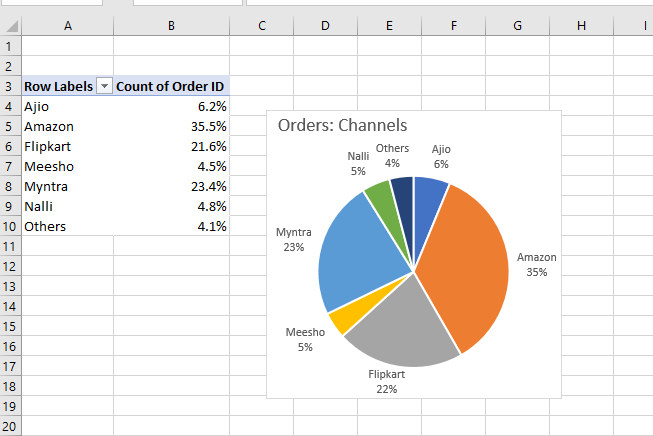 A B C D E F G H I
1
2
3 Row Labels Count of Order ID
4 Ajio 6.2%
5 Amazon 35.5%
6 Flipkart 21.6%
7 Meesho 4.5%
8 Myntra 23.4%
9 Nalli 4.8%
10 Others 4.1%
11
12
13
14
15
16
17
18
19
20
Orders: Channels
Others
4%
Ajio
6%
Nalli
5%
Myntra
23%
Amazon
35%
Meesho
5%
Flipkart
22%